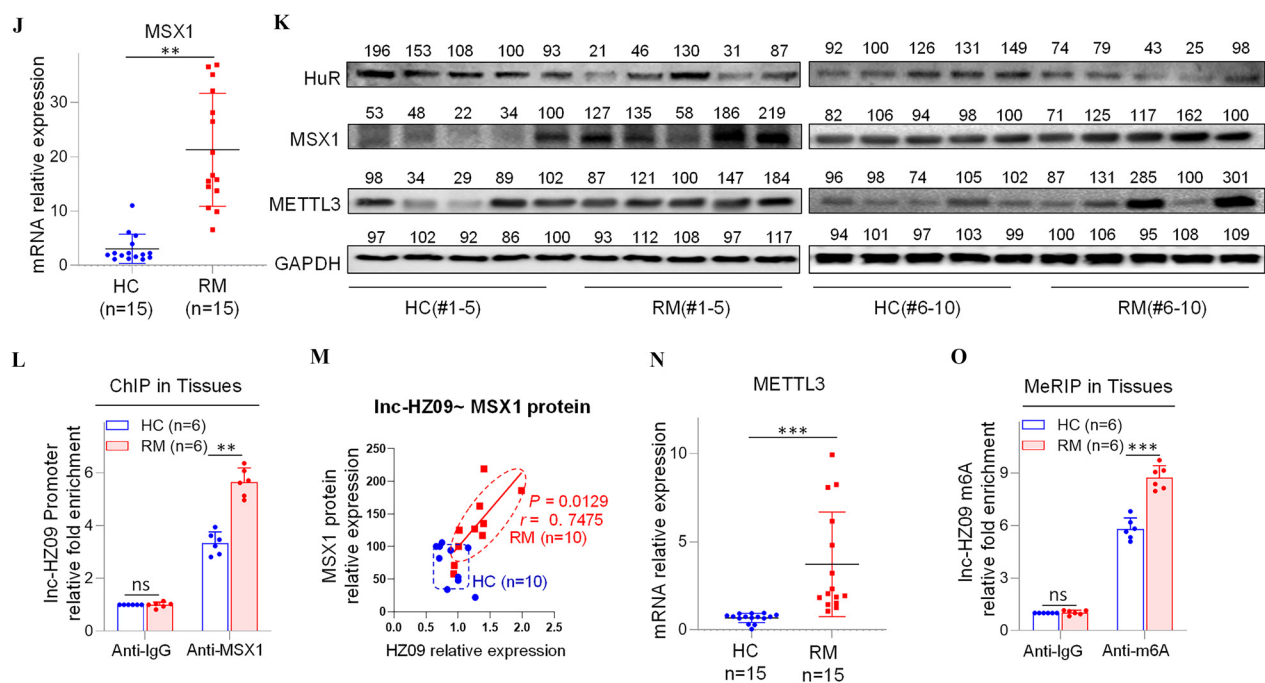 J
MSX1
**
mRNA relative expression
30
20
10
0
HC
(n=15)
RM
(n=15)
K
196 153 108 100 93 21 46 130 31 87 92 100 126 131 149 74 79 43 25 98
HuR
53 48 22 34 100 127 135 58 186 219 82 106 94 98 100 71 125 117 162 100
MSX1
98 34 29 89 102 87 121 100 147 184 96 98 74 105 102 87 131 285 100 301
METTL3
97 102 92 86 100 93 112 108 97 117 94 101 97 103 99 100 106 95 108 109
GAPDH
HC(#1-5) RM(#1-5) HC(#6-10) RM(#6-10)
L
ChIP in Tissues
HC (n=6)
RM (n=6)
**
ns
lnc-HZ09 Promoter
relative fold enrichment
6
4
2
0
Anti-IgG Anti-MSX1
M
lnc-HZ09~ MSX1 protein
MSX1 protein
relative expression
250
200
150
100
50
0
P = 0.0129
r = 0.7475
RM (n=10)
HC (n=10)
0.0 0.5 1.0 1.5 2.0 2.5
HZ09 relative expression
N
METTL3
***
mRNA relative expression
10
5
0
HC
n=15
RM
n=15
O
MeRIP in Tissues
HC (n=6)
RM (n=6)
***
ns
lnc-HZ09 m6A
relative fold enrichment
9
6
3
0
Anti-IgG Anti-m6A